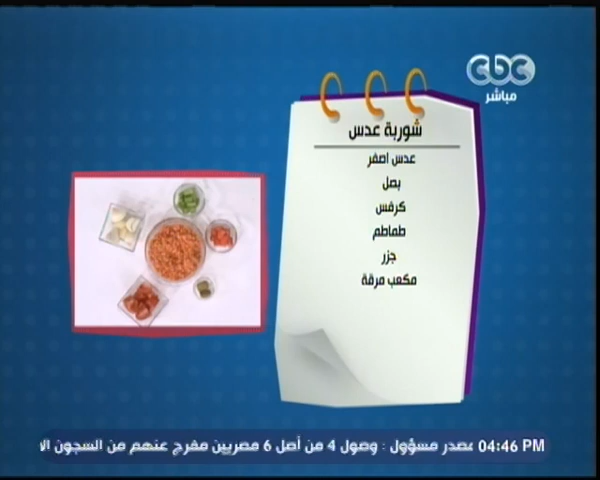 cbc
مباشر
شوربة عدس
عدس اصفر
بصل
كرفس
طماطم
جزر
مكعب مرقة
04:46 PM مصدر مسؤول : وصول 4 من أصل 6 مصريين مفرج عنهم من السجون